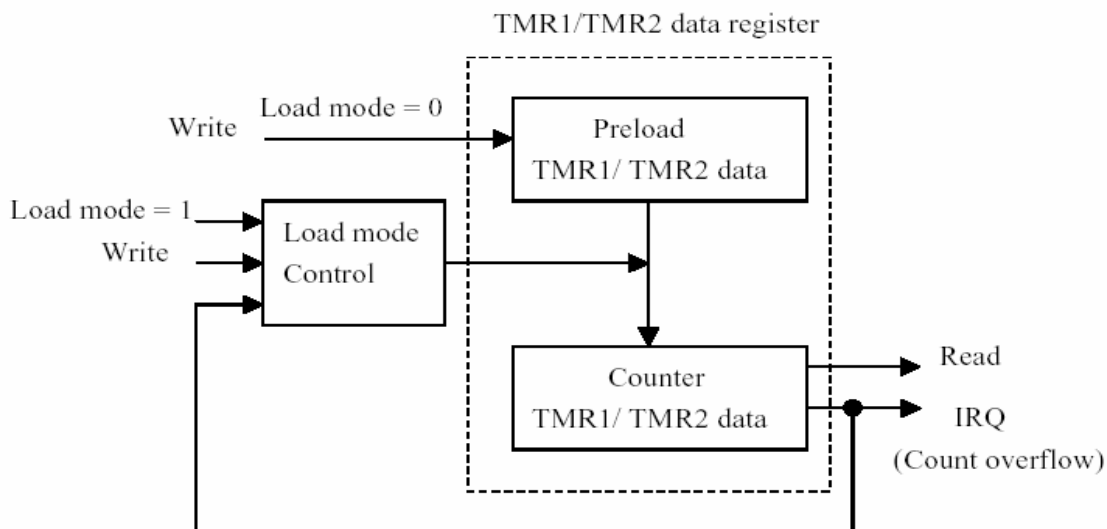 TMR1/TMR2 data register
Load mode = 0
Write
Preload
TMR1/ TMR2 data
Load mode = 1
Write
Load mode
Control
Counter
TMR1/ TMR2 data
Read
IRQ
(Count overflow)